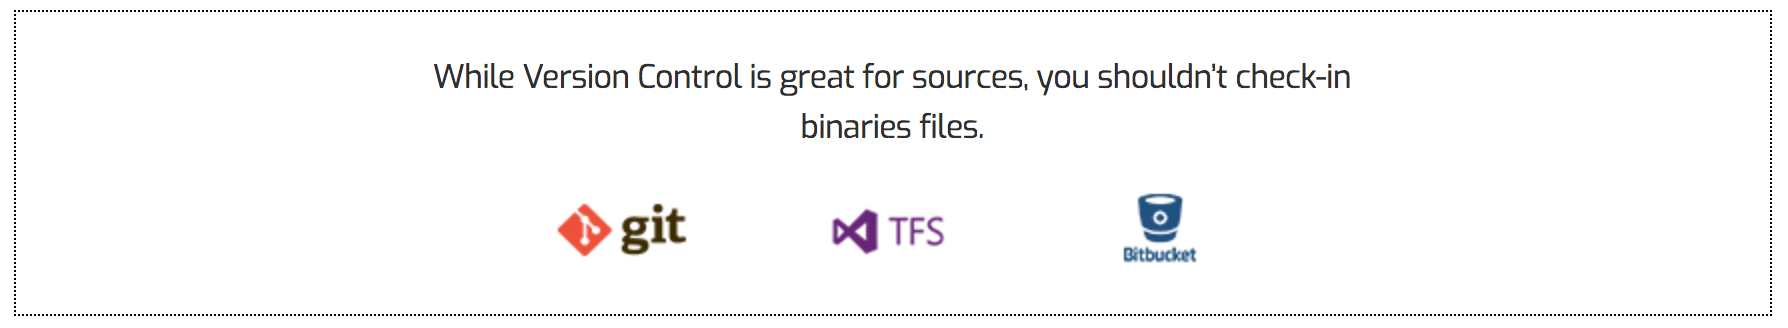 While Version Control is great for sources, you shouldn’t check-in
binaries files.
git TFS Bitbucket